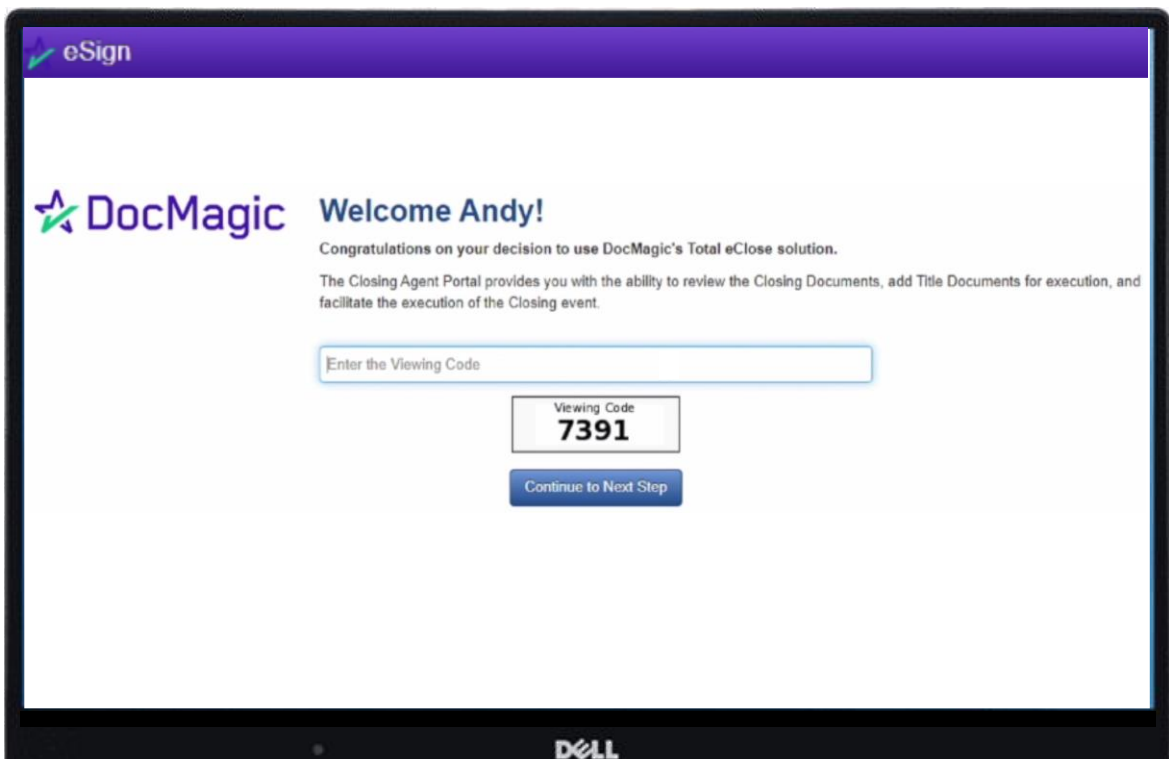 eSign
DocMagic
Welcome Andy!
Congratulations on your decision to use DocMagic's Total eClose solution.
The Closing Agent Portal provides you with the ability to review the Closing Documents, add Title Documents for execution, and
facilitate the execution of the Closing event.
Enter the Viewing Code
Viewing Code
7391
Continue to Next Step
DELL